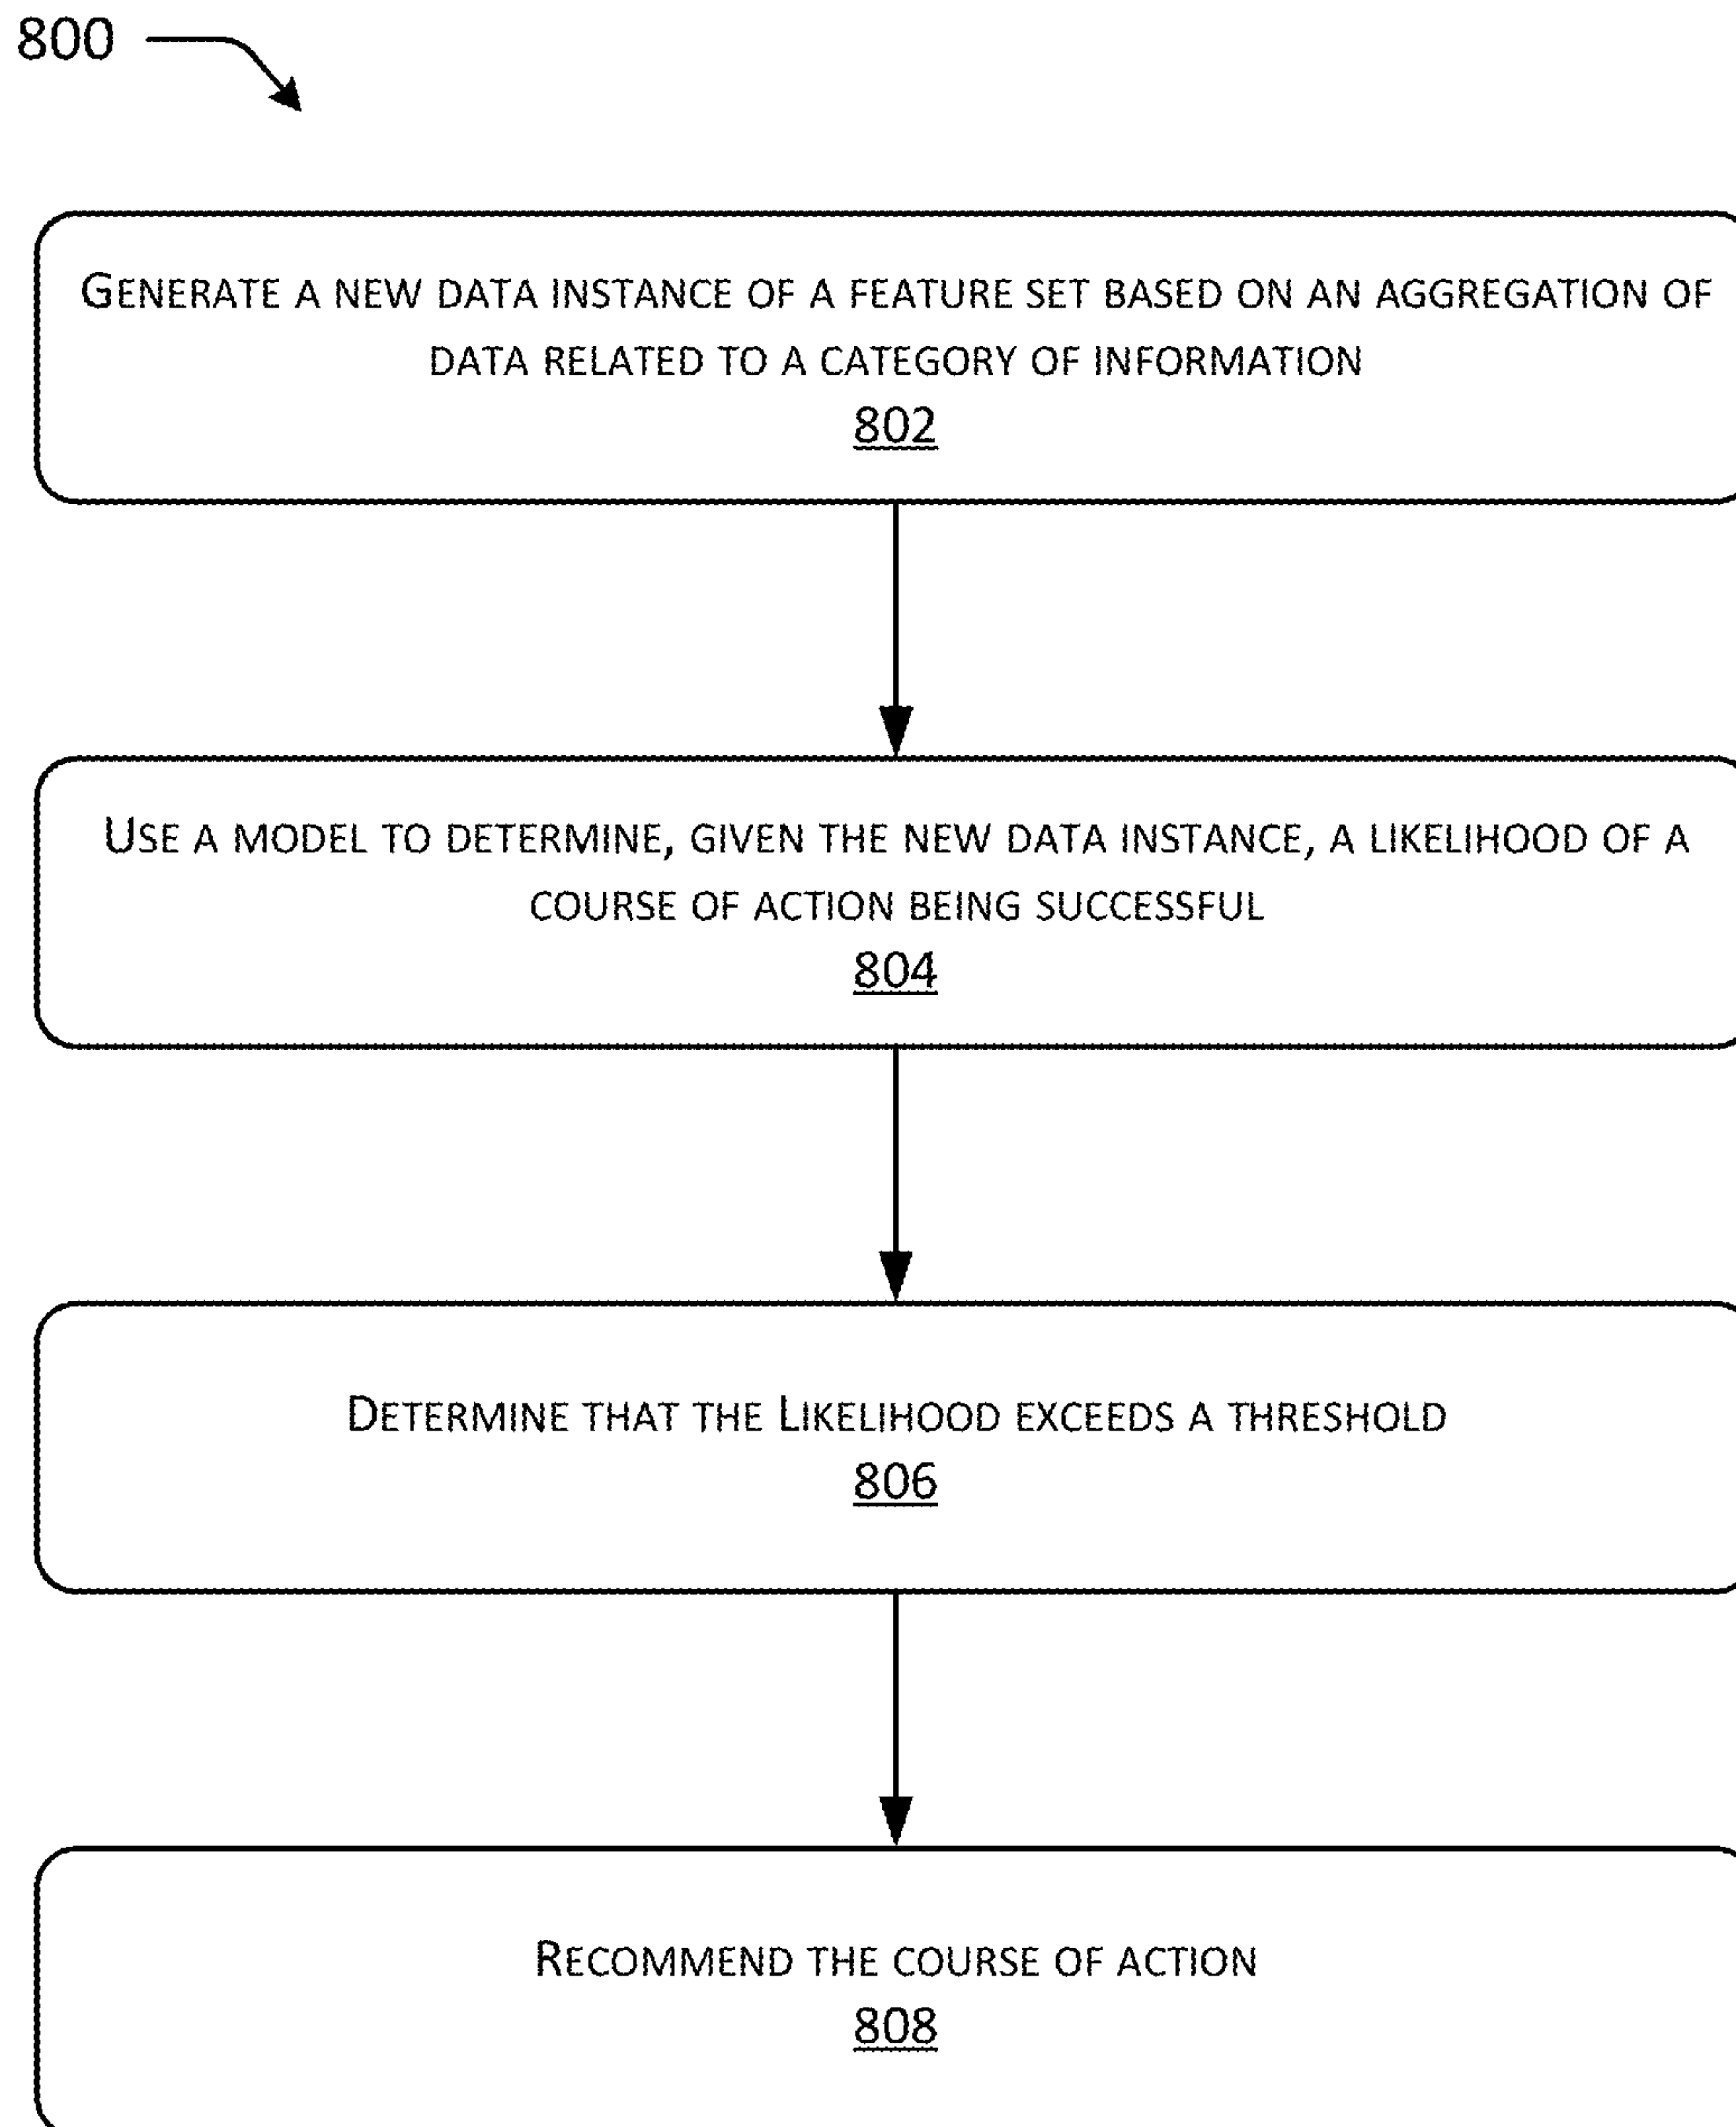 800
GENERATE A NEW DATA INSTANCE OF A FEATURE SET BASED ON AN AGGREGATION OF
DATA RELATED TO A CATEGORY OF INFORMATION
802
USE A MODEL TO DETERMINE, GIVEN THE NEW DATA INSTANCE, A LIKELIHOOD OF A
COURSE OF ACTION BEING SUCCESSFUL
804
DETERMINE THAT THE LIKELIHOOD EXCEEDS A THRESHOLD
806
RECOMMEND THE COURSE OF ACTION
808